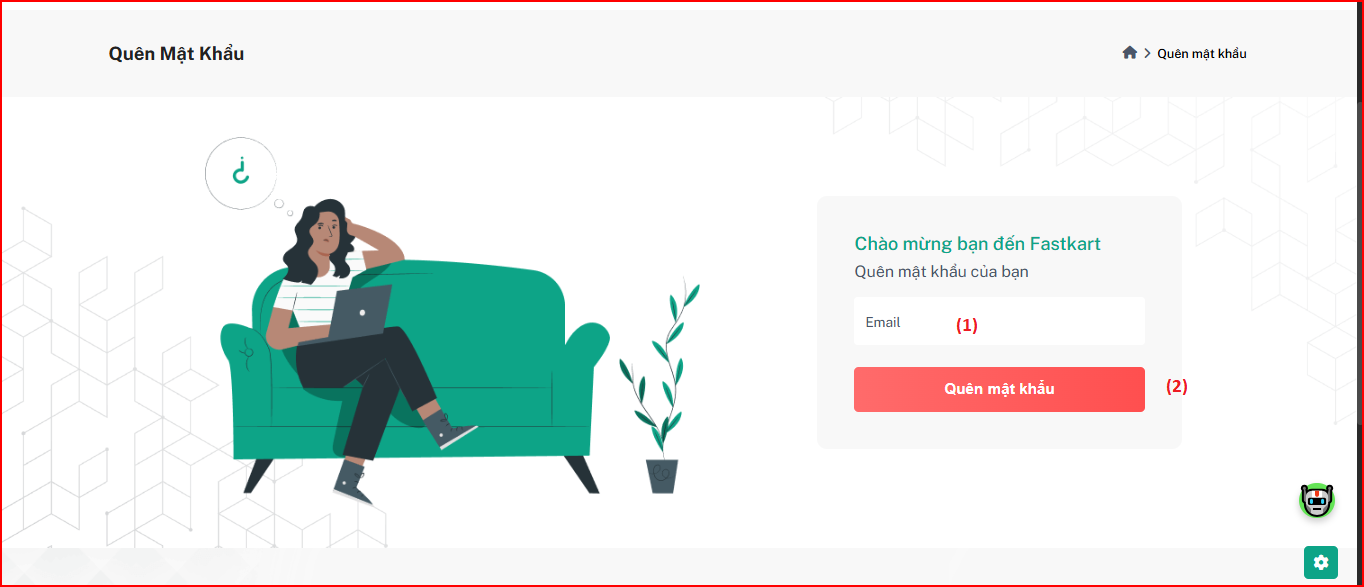 Quên Mật Khẩu
Quên mật khẩu
Chào mừng bạn đến Fastkart
Quên mật khẩu của bạn
Email
(1)
Quên mật khẩu
(2)